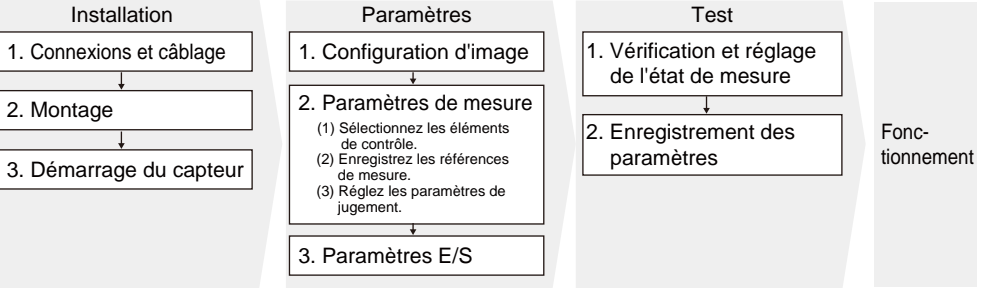 Installation
1. Connexions et câblage
2. Montage
3. Démarrage du capteur
Paramètres
1. Configuration d'image
2. Paramètres de mesure
(1) Sélectionnez les éléments
de contrôle.
(2) Enregistrez les références
de mesure.
(3) Réglez les paramètres de
jugement.
3. Paramètres E/S
Test
1. Vérification et réglage
de l'état de mesure
2. Enregistrement des
paramètres
Fonc-
tionnement